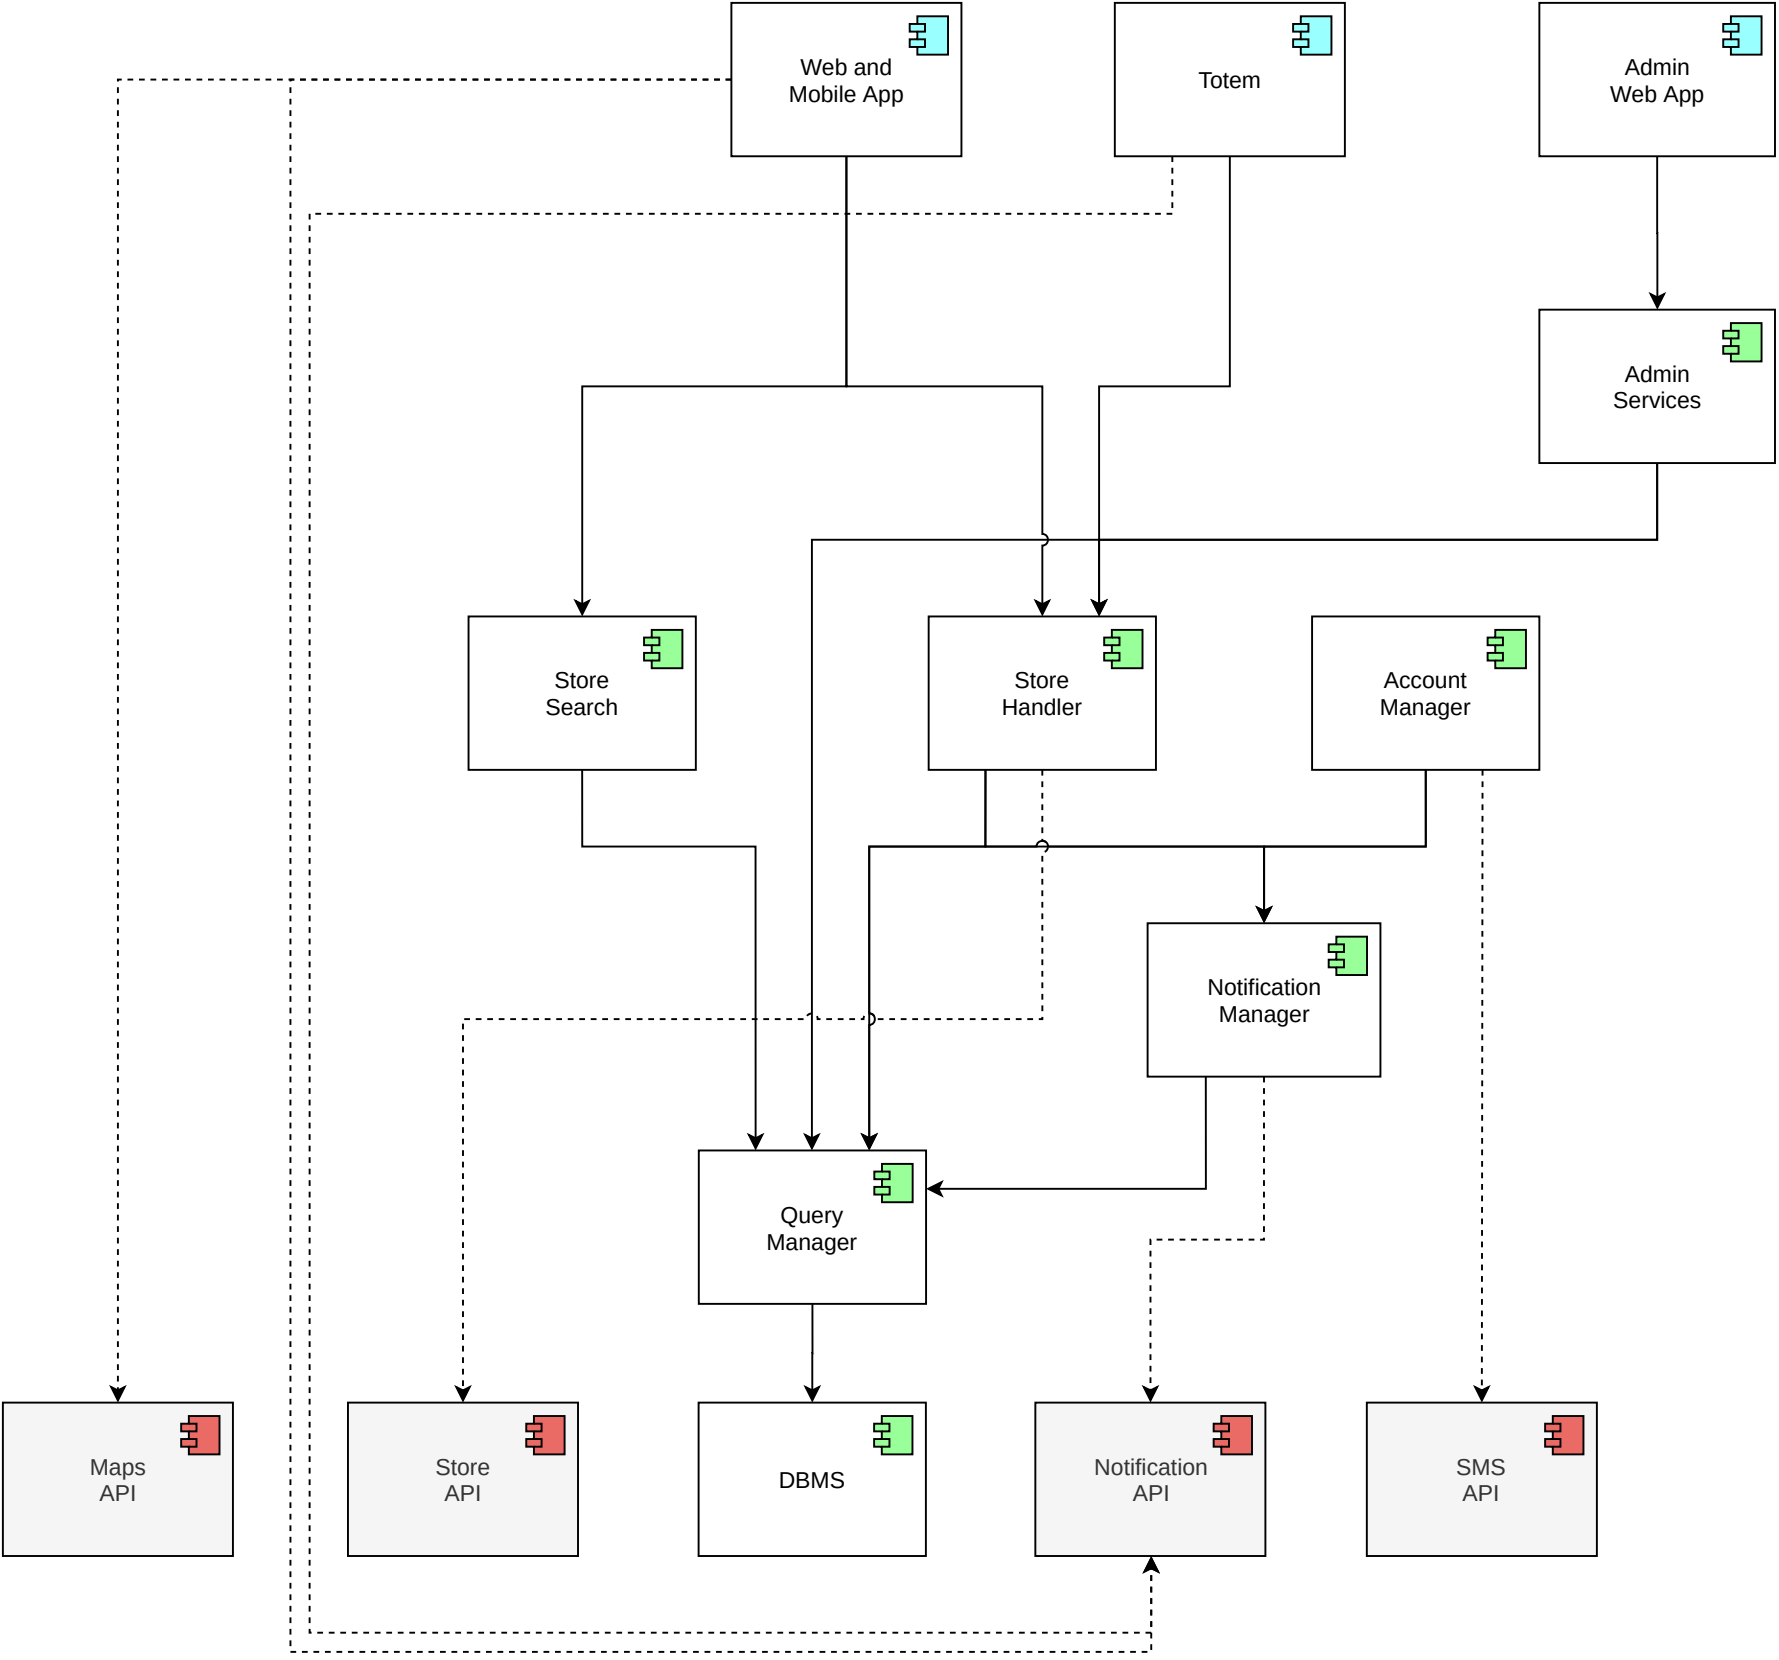 Web and
Mobile App
Totem
Admin
Web App
Admin
Services
Store
Search
Store
Handler
Account
Manager
Notification
Manager
Query
Manager
Maps
API
Store
API
DBMS
Notification
API
SMS
API